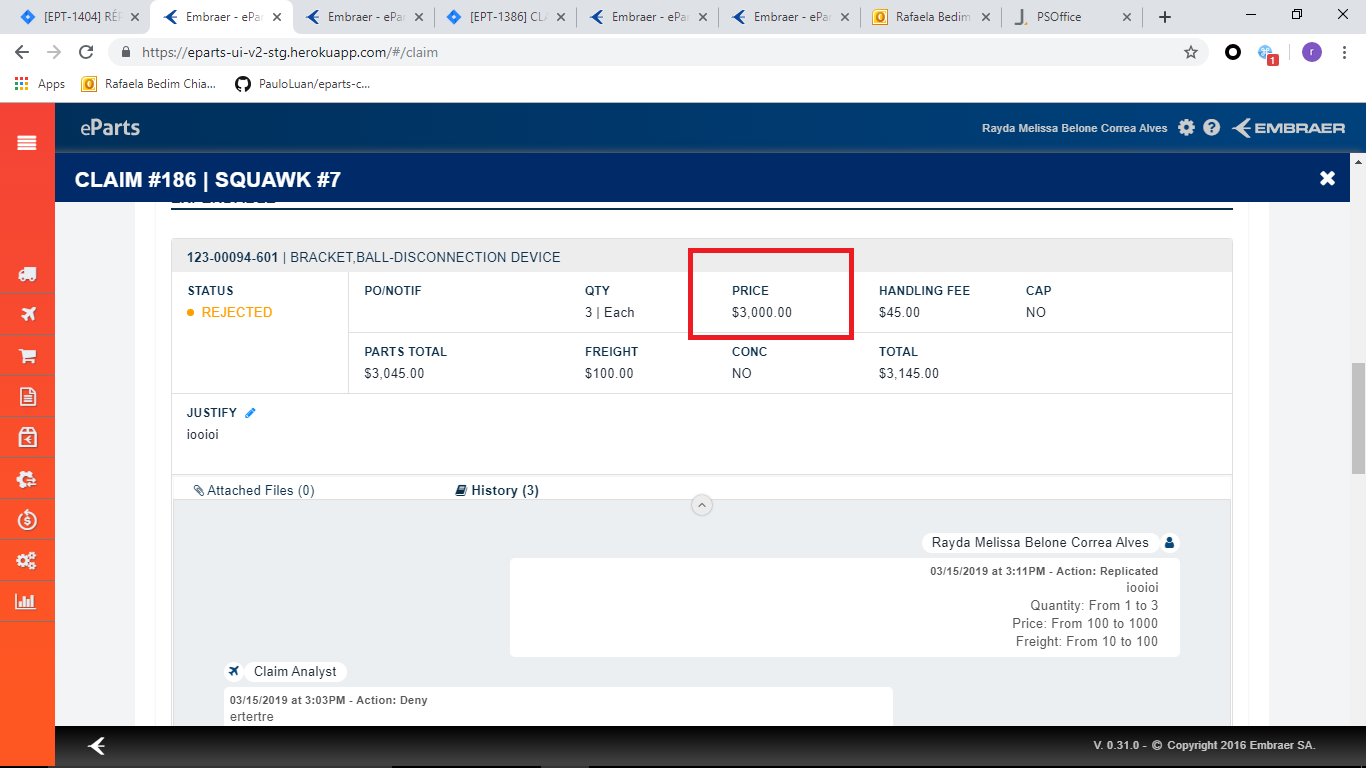 [EPT-1404] RÉP
Embraer - ePa
Embraer - ePar
[EPT-1386] CLA
Embraer - ePa
Embraer - ePa
Rafaela Bedim
PSOffice
https://eparts-ui-v2-stg.herokuapp.com/#/claim
1
r
Apps
Rafaela Bedim Chia...
PauloLuan/eparts-c...
eParts
Rayda Melissa Belone Correa Alves
EMBRAER
CLAIM #186 | SQUAWK #7
123-00094-601 | BRACKET,BALL-DISCONNECTION DEVICE
STATUS
REJECTED
PO/NOTIF
QTY
3 | Each
PRICE
$3,000.00
HANDLING FEE
$45.00
CAP
NO
PARTS TOTAL
$3,045.00
FREIGHT
$100.00
CONC
NO
TOTAL
$3,145.00
JUSTIFY
iooioi
Attached Files (0)
History (3)
Rayda Melissa Belone Correa Alves
03/15/2019 at 3:11PM - Action: Replicated
iooioi
Quantity: From 1 to 3
Price: From 100 to 1000
Freight: From 10 to 100
Claim Analyst
03/15/2019 at 3:03PM - Action: Deny
ertertre
V. 0.31.0 - © Copyright 2016 Embraer SA.